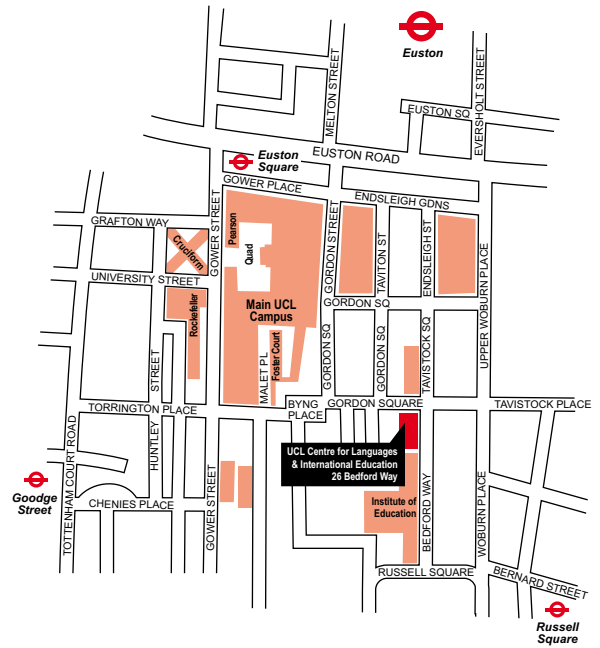 Euston
MELTON STREET
EVERSHOLT STREET
EUSTON SQ
EUSTON ROAD
Euston
Square
GOWER PLACE
ENDSLEIGH GDNS
GRAFTON WAY
GOWER STREET
Cruciform
Pearson
Quad
GORDON STREET
TAVITON ST
ENDSLEIGH ST
UPPER WOBURN PLACE
UNIVERSITY STREET
Rockefeller
Main UCL
Campus
GORDON SQ
GORDON SQ
GORDON SQ
TAVISTOCK SQ
Foster Court
MALET PL
HUNTLEY STREET
TORRINGTON PLACE
BYNG
PLACE
GORDON SQUARE
TAVISTOCK PLACE
UCL Centre for Languages
& International Education
26 Bedford Way
TOTTENHAM COURT ROAD
Goodge
Street
CHENIES PLACE
GOWER STREET
Institute of
Education
BEDFORD WAY
WOBURN PLACE
RUSSELL SQUARE
BERNARD STREET
Russell
Square